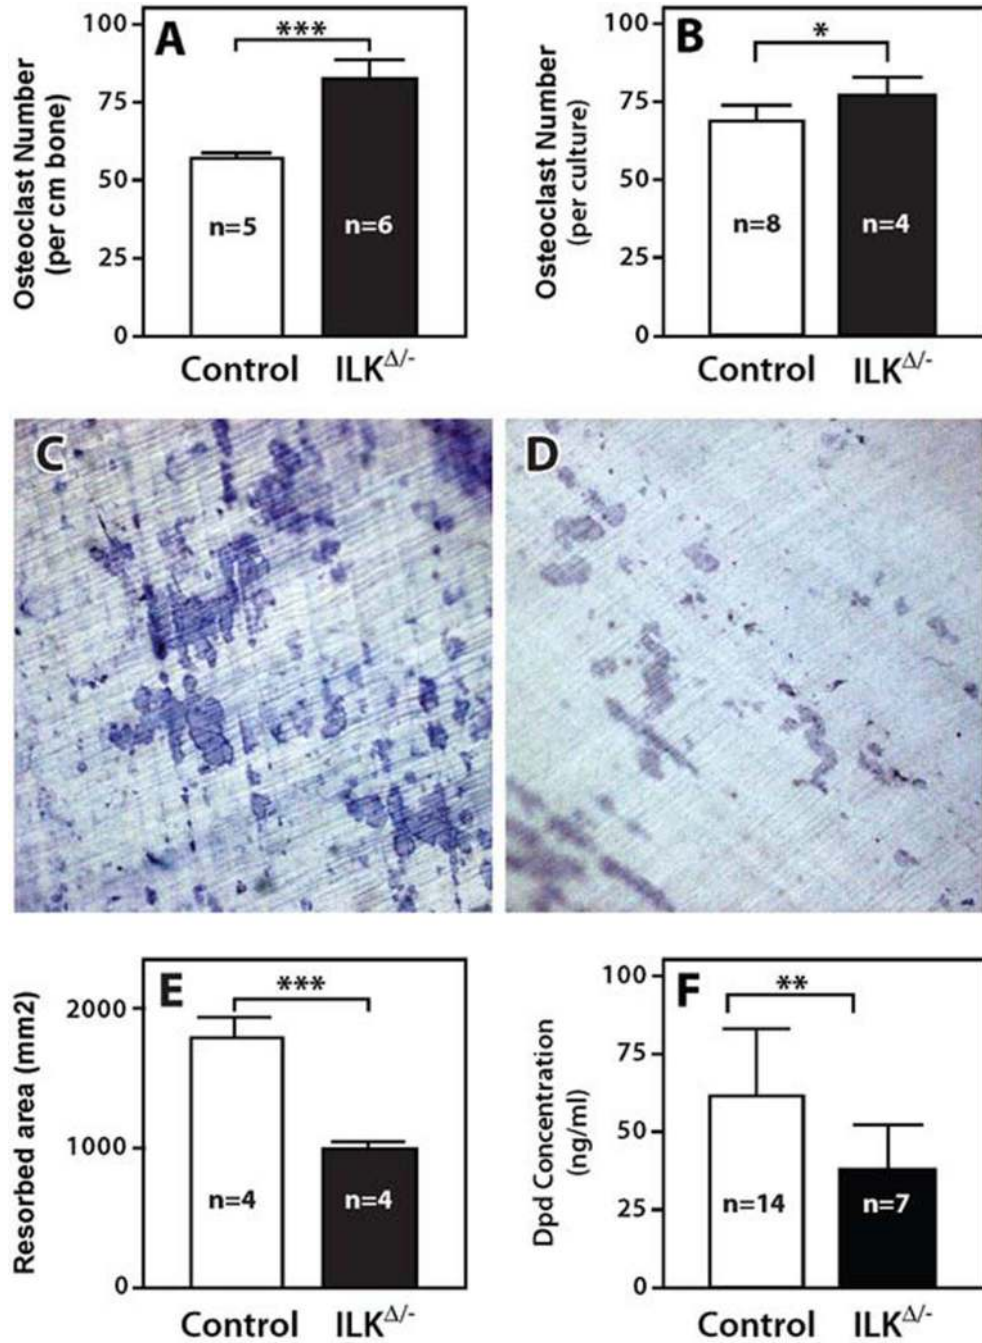 A
***
Osteoclast Number
(per cm bone)
100
75
50
25
0
n=5
n=6
Control
ILKΔ/-
B
*
Osteoclast Number
(per culture)
100
75
50
25
0
n=8
n=4
Control
ILKΔ/-
C
D
E
***
Resorbed area (mm2)
2000
1000
0
n=4
n=4
Control
ILKΔ/-
F
**
Dpd Concentration
(ng/ml)
100
75
50
25
0
n=14
n=7
Control
ILKΔ/-